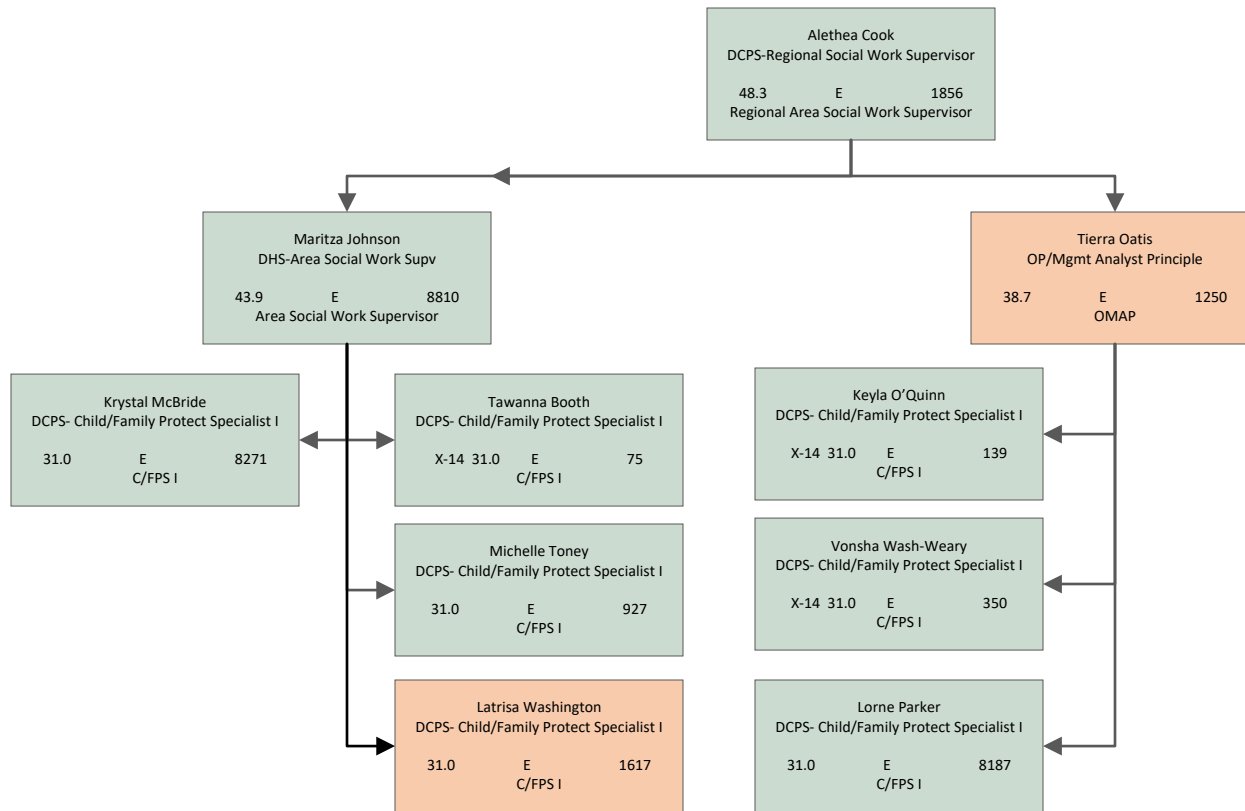 Alethea Cook
DCPS-Regional Social Work Supervisor
48.3 E 1856
Regional Area Social Work Supervisor
Maritza Johnson
DHS-Area Social Work Supv
43.9 E 8810
Area Social Work Supervisor
Tierra Oatis
OP/Mgmt Analyst Principle
38.7 E 1250
OMAP
Krystal McBride
DCPS- Child/Family Protect Specialist I
31.0 E 8271
C/FPS I
Tawanna Booth
DCPS- Child/Family Protect Specialist I
X-14 31.0 E 75
C/FPS I
Keyla O’Quinn
DCPS- Child/Family Protect Specialist I
X-14 31.0 E 139
C/FPS I
Michelle Toney
DCPS- Child/Family Protect Specialist I
31.0 E 927
C/FPS I
Vonsha Wash-Weary
DCPS- Child/Family Protect Specialist I
X-14 31.0 E 350
C/FPS I
Latrisa Washington
DCPS- Child/Family Protect Specialist I
31.0 E 1617
C/FPS I
Lorne Parker
DCPS- Child/Family Protect Specialist I
31.0 E 8187
C/FPS I